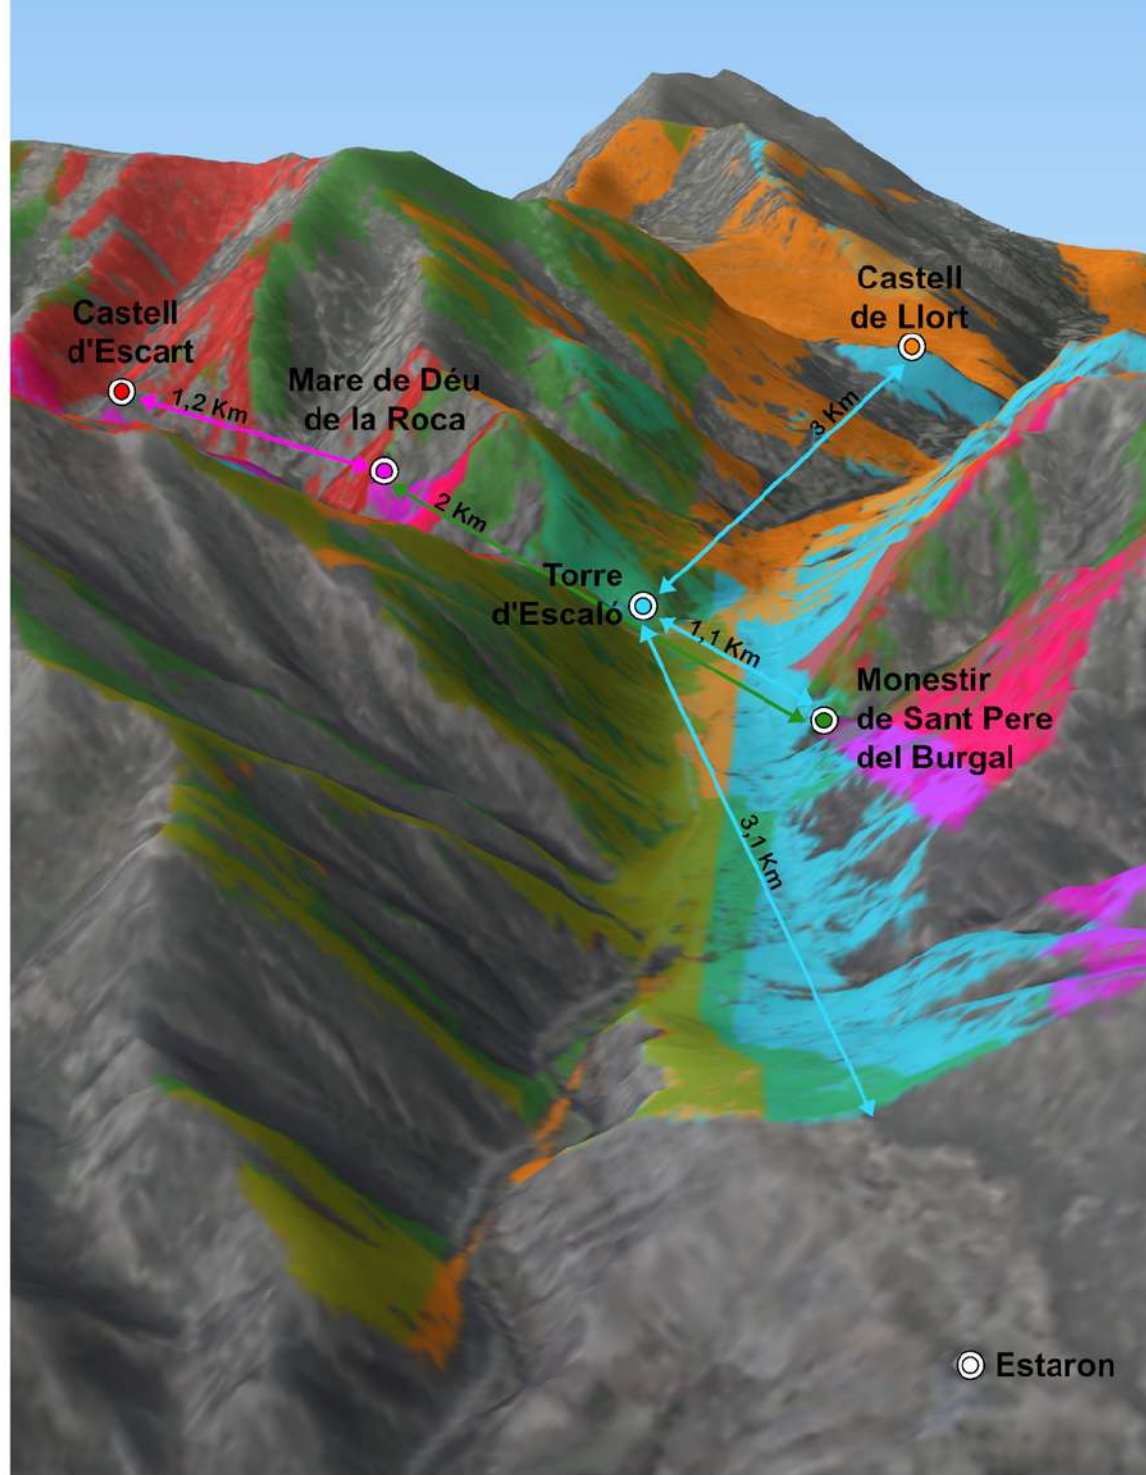 Castell
de Llort
Castell
d'Escart
Mare de Déu
de la Roca
1,2 Km
3 Km
2 Km
Torre
d'Escaló
1,1 Km
Monestir
de Sant Pere
del Burgal
3,1 Km
Estaron